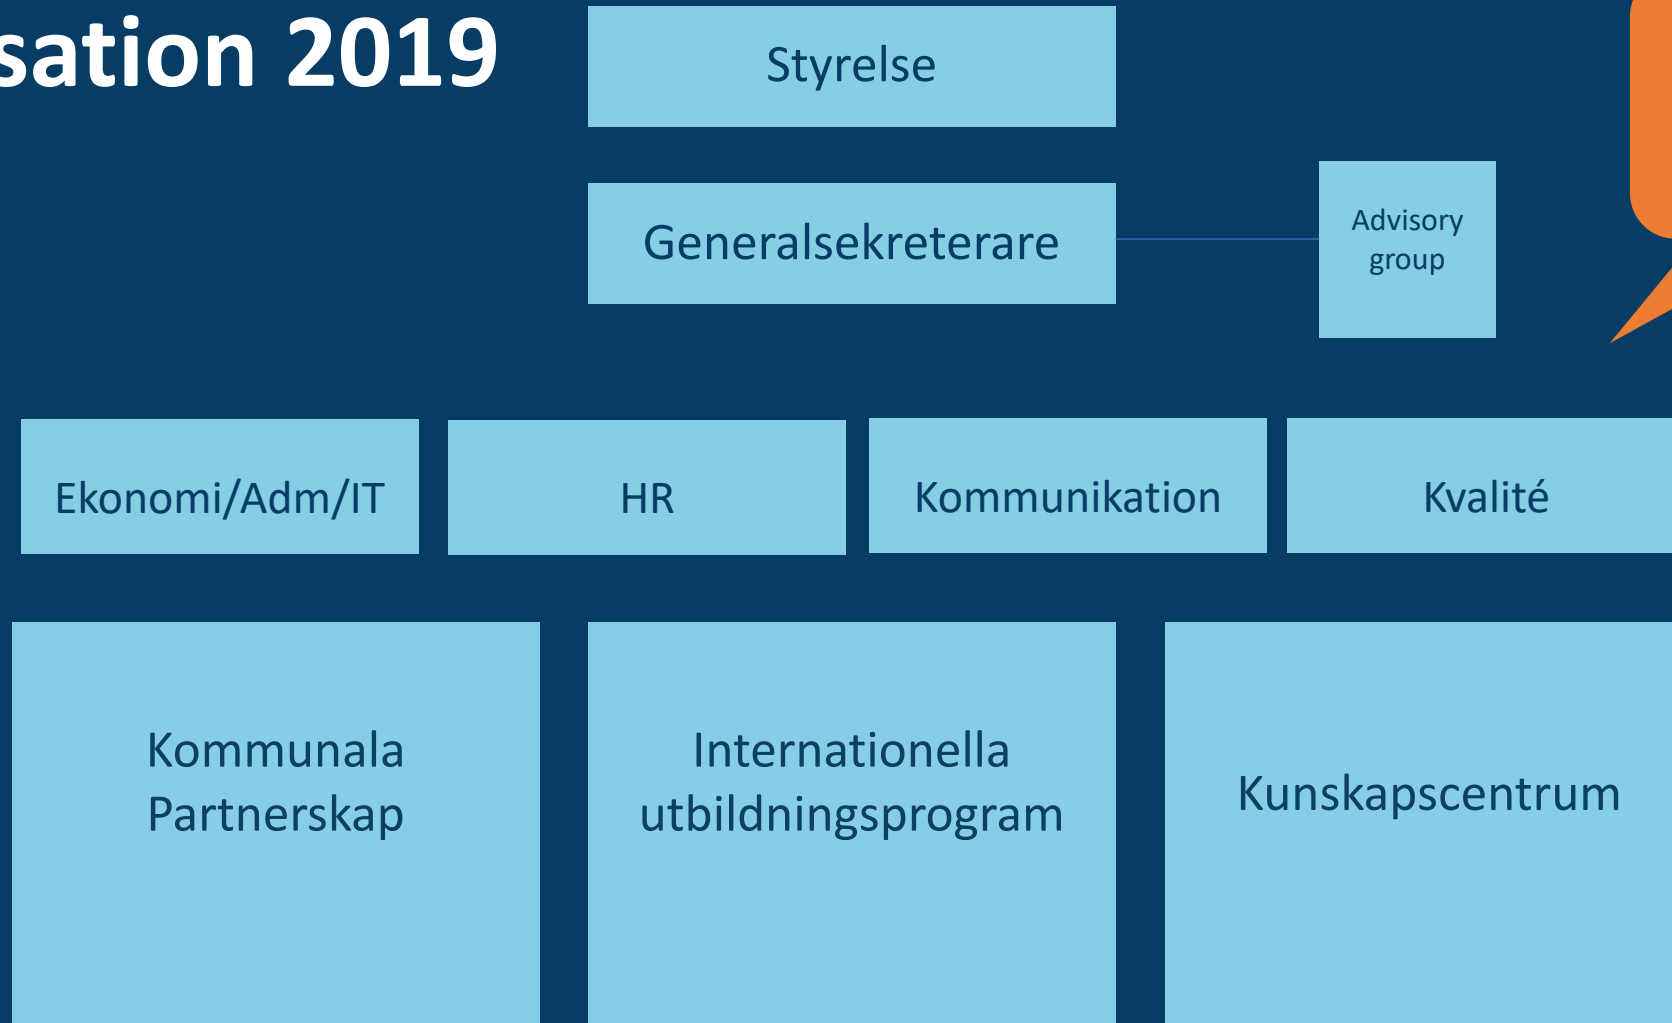 sation 2019
Styrelse
Generalsekreterare
Advisory
group
Ekonomi/Adm/IT
HR
Kommunikation
Kvalité
Kommunala
Partnerskap
Internationella
utbildningsprogram
Kunskapscentrum